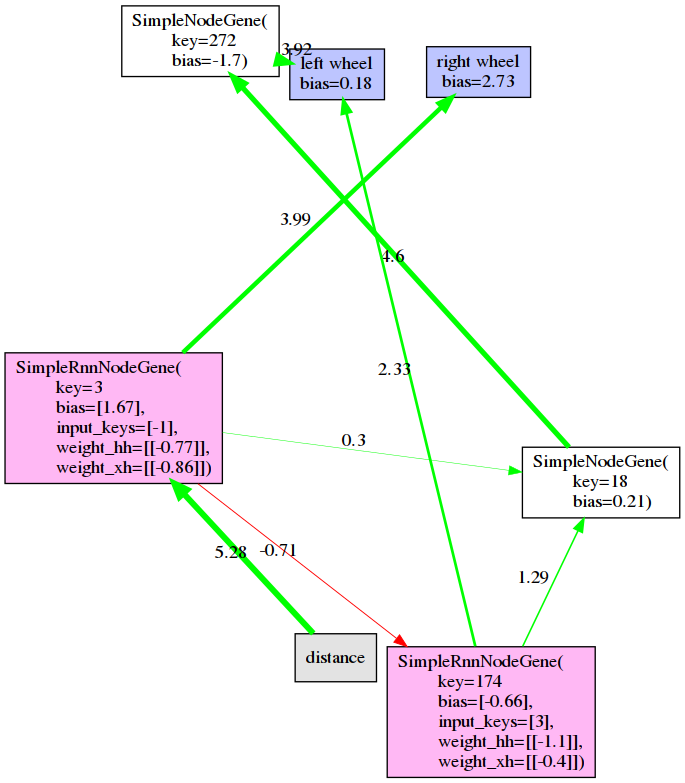 SimpleNodeGene(
key=272
bias=-1.7)
3.92
left wheel
bias=0.18
right wheel
bias=2.73
3.99
4.6
SimpleRnnNodeGene(
key=3
bias=[1.67],
input_keys=[-1],
weight_hh=[[-0.77]],
weight_xh=[[-0.86]])
2.33
0.3
SimpleNodeGene(
key=18
bias=0.21)
5.28
-0.71
1.29
distance
SimpleRnnNodeGene(
key=174
bias=[-0.66],
input_keys=[3],
weight_hh=[[-1.1]],
weight_xh=[[-0.4]])